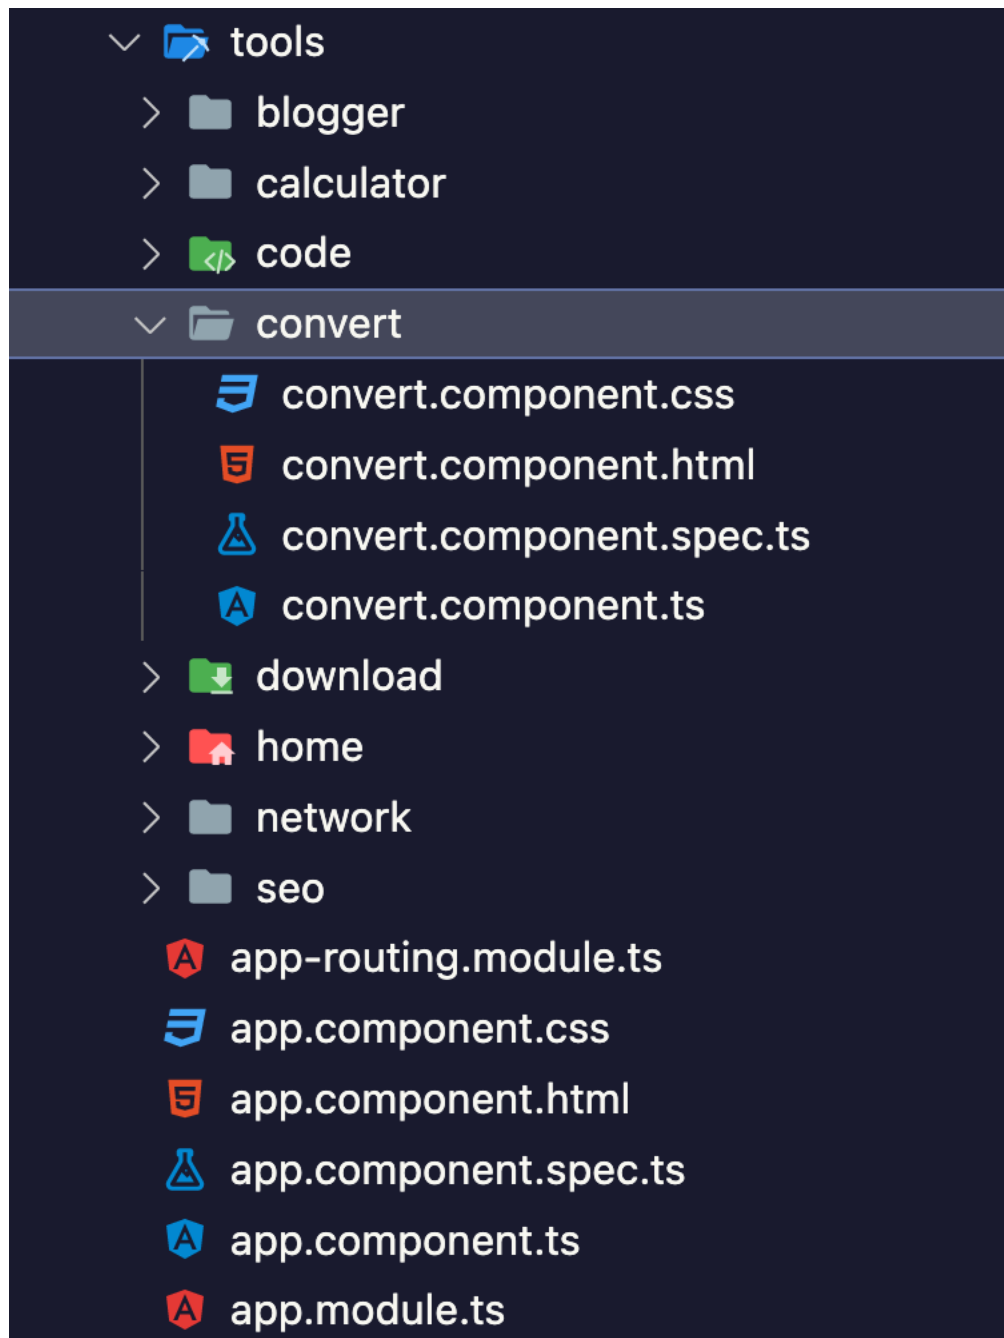 tools
blogger
calculator
code
convert
convert.component.css
convert.component.html
convert.component.spec.ts
convert.component.ts
download
home
network
seo
app-routing.module.ts
app.component.css
app.component.html
app.component.spec.ts
app.component.ts
app.module.ts